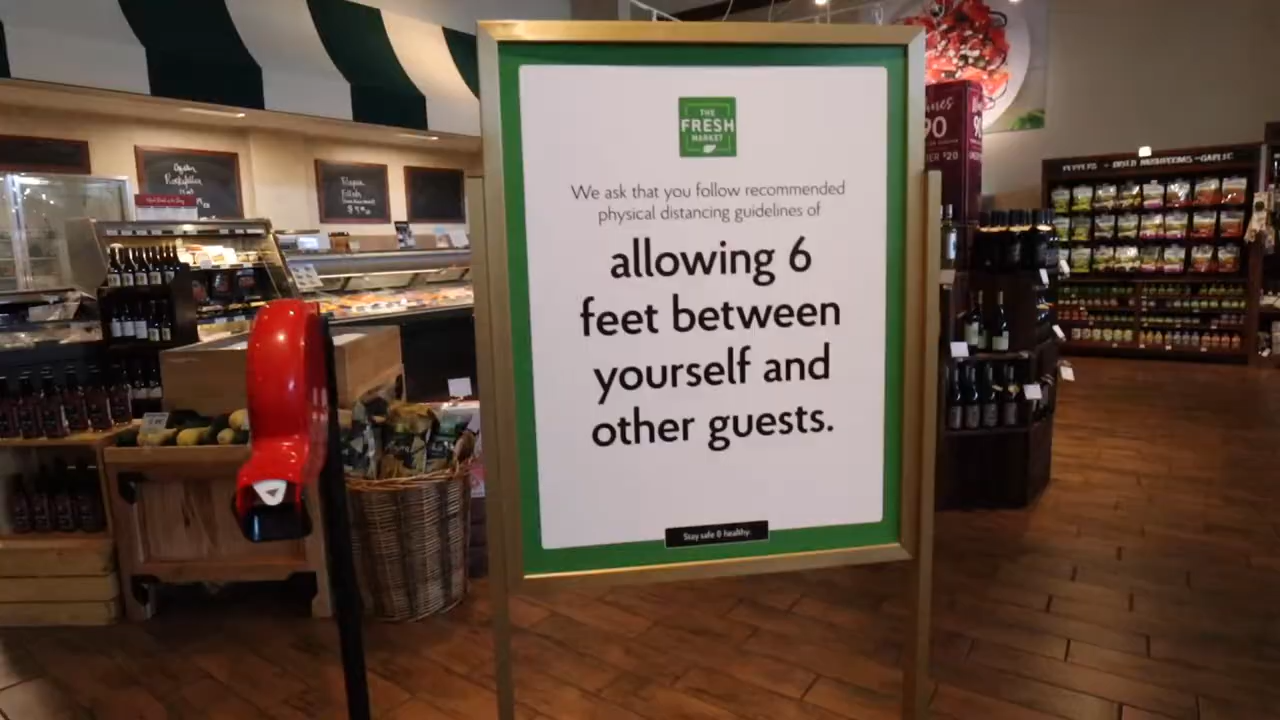 THE
FRESH
MARKET
We ask that you follow recommended
physical distancing guidelines of
allowing 6
feet between
yourself and
other guests.
Stay safe & healthy.
PEPPERS - DRIED MUSHROOMS - GARLIC
90